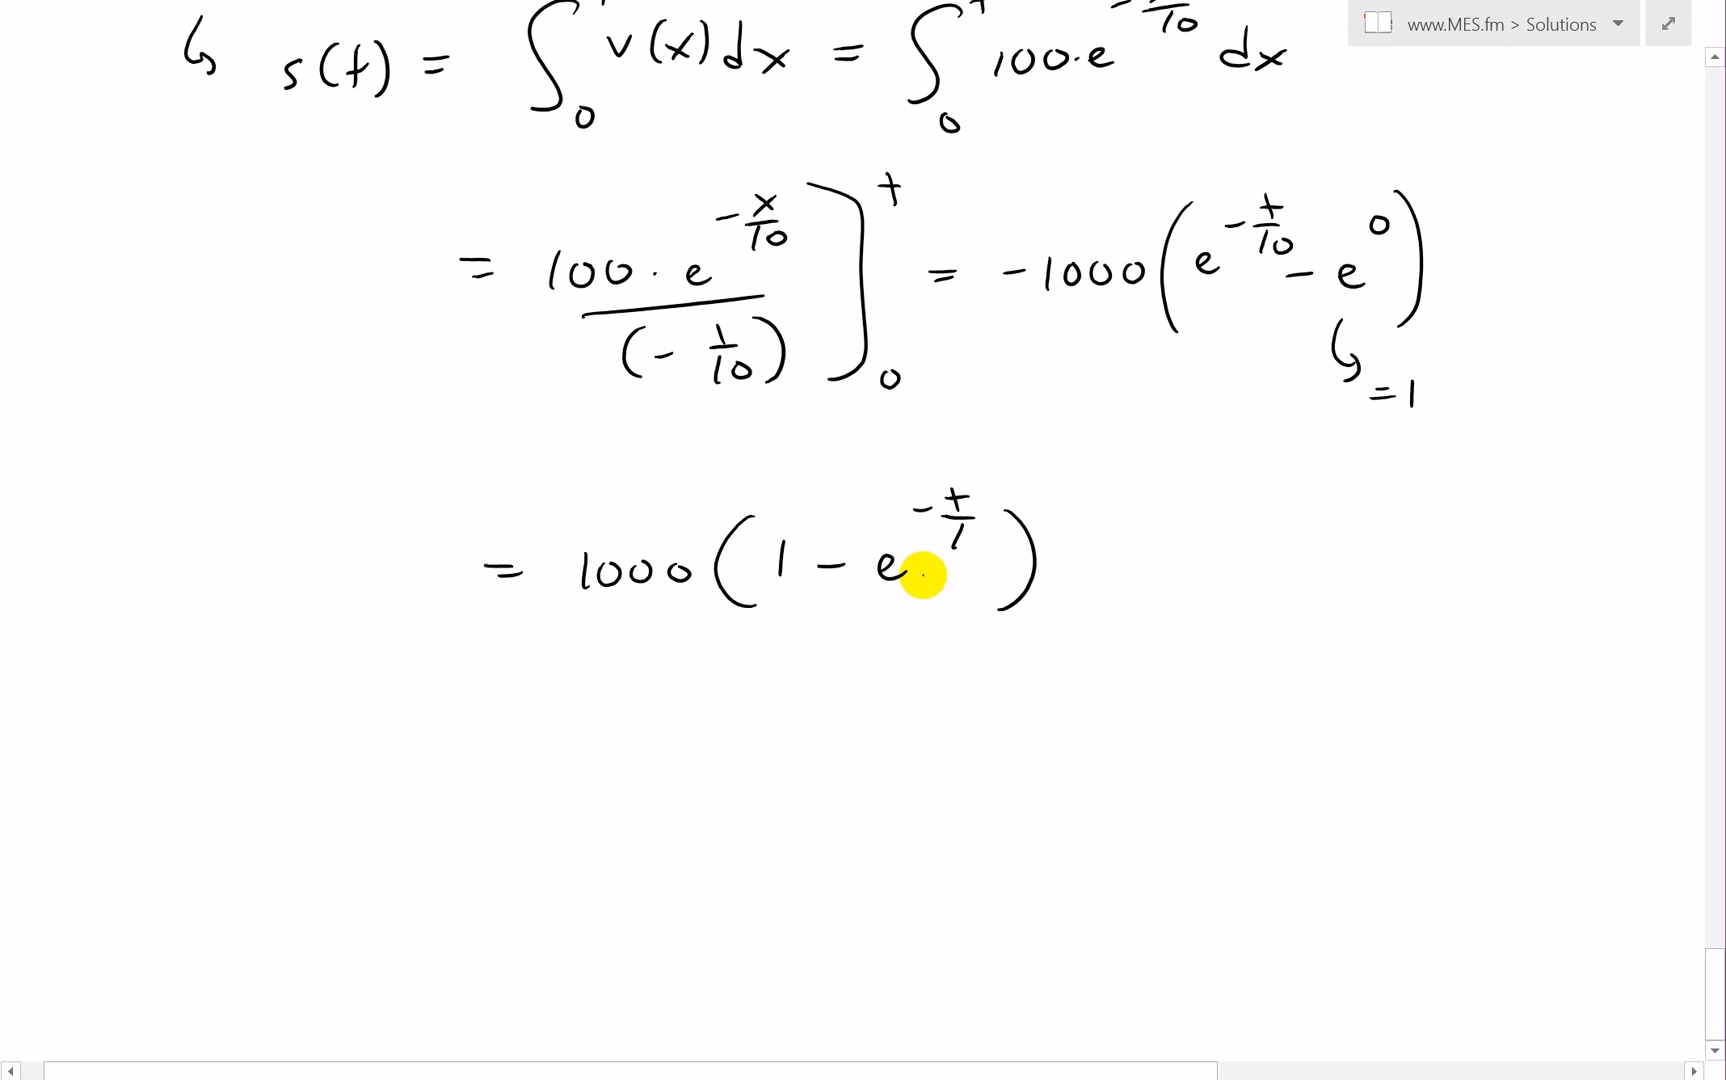 www.MES.fm > Solutions
↳ s(t) = ∫₀ᵗ v(x)dx = ∫₀ᵗ 100·e^(-x/10) dx
= 100·e^(-x/10) / (-1/10) ]₀ᵗ = -1000(e^(-t/10) - e^0)
↳ =1
= 1000(1 - e^(-t/1))